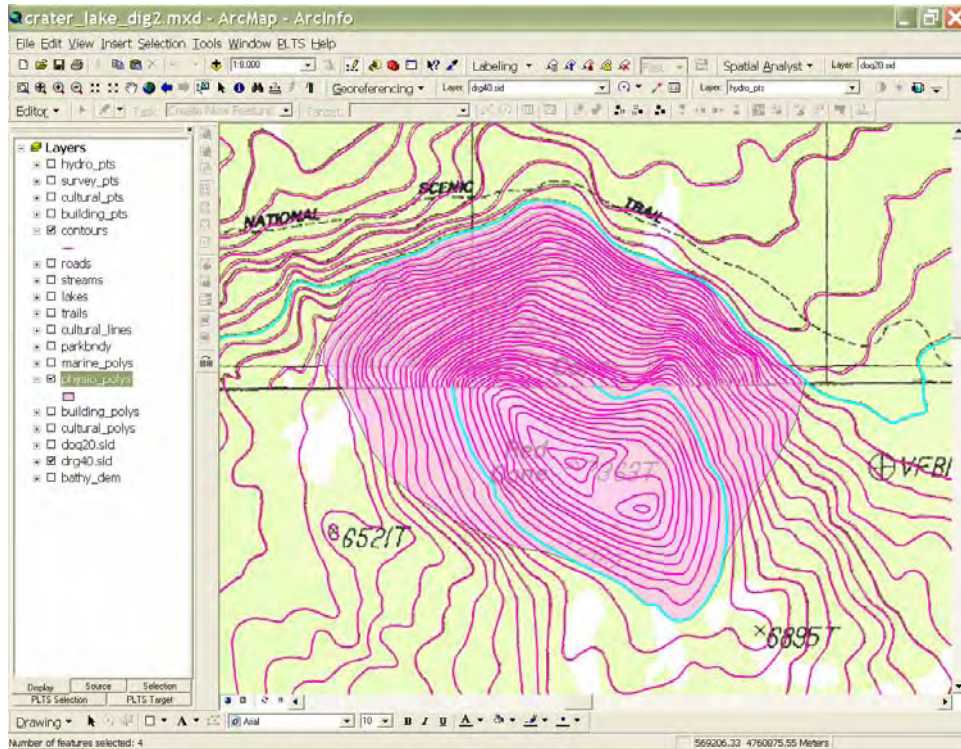 crater_lake_dig2.mxd - ArcMap - ArcInfo
File Edit View Insert Selection Tools Window PLTS Help
1:8,000 Labeling Fast Spatial Analyst Layer: doq20.sid
Georeferencing Layer: drg40.sid Layer: hydro_pts
Editor Task: Create New Feature Target:
Layers
hydro_pts
survey_pts
cultural_pts
building_pts
contours
roads
streams
lakes
trails
cultural_lines
parkbndy
marine_polys
physio_polys
building_polys
cultural_polys
doq20.sid
drg40.sid
bathy_dem
NATIONAL SCENIC TRAIL
Red
Cone
VFBI
6521T
×6895T
Display Source Selection
PLTS Selection PLTS Target
Drawing A Arial 10 B I U A
Number of features selected: 4
569206.33 4760875.55 Meters